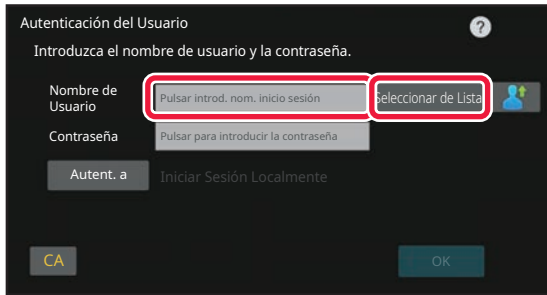 Autenticación del Usuario
?
Introduzca el nombre de usuario y la contraseña.
Nombre de
Usuario
Pulsar introd. nom. inicio sesión
Seleccionar de Lista
Contraseña
Pulsar para introducir la contraseña
Autent. a
Iniciar Sesión Localmente
CA
OK